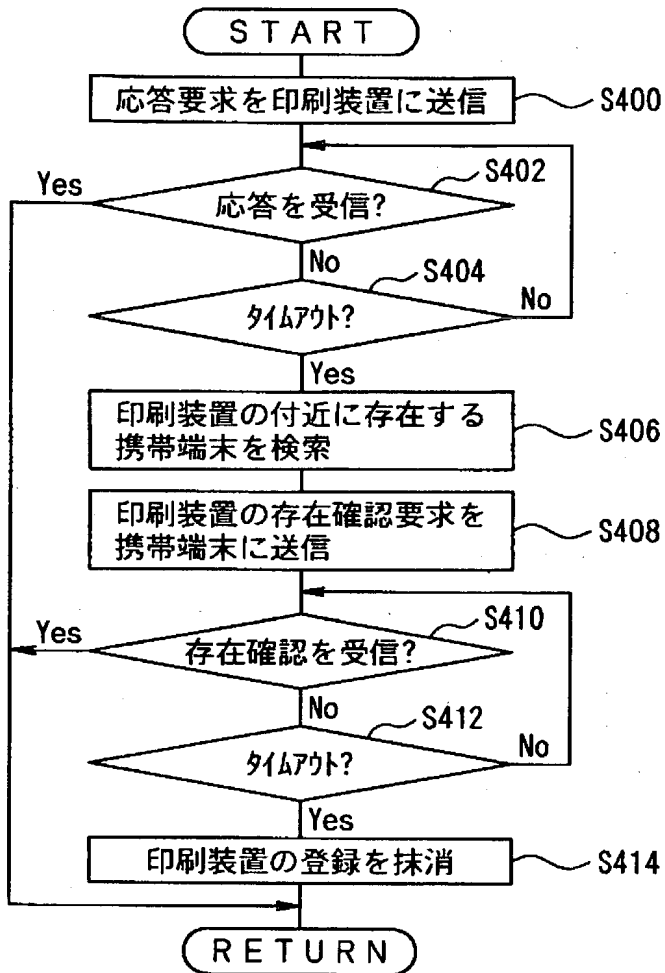 START
応答要求を印刷装置に送信
S400
Yes
応答を受信?
S402
No
S404
タイムアウト?
No
Yes
印刷装置の付近に存在する
携帯端末を検索
S406
印刷装置の存在確認要求を
携帯端末に送信
S408
Yes
存在確認を受信?
S410
No
S412
タイムアウト?
No
Yes
印刷装置の登録を抹消
S414
RETURN